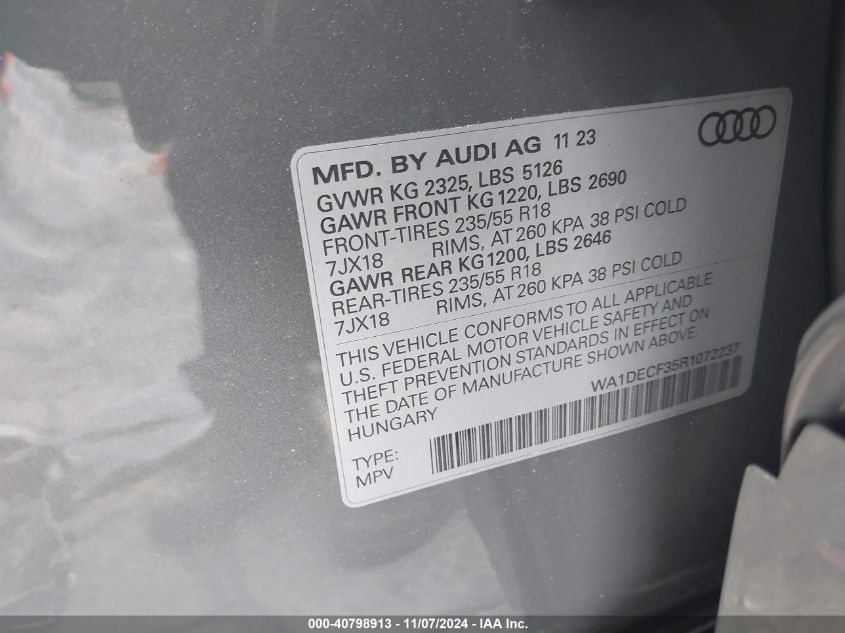 MFD. BY AUDI AG 11 23
GVWR KG 2325, LBS 5126
GAWR FRONT KG 1220, LBS 2690
FRONT-TIRES 235/55 R18
7JX18 RIMS, AT 260 KPA 38 PSI COLD
GAWR REAR KG 1200, LBS 2646
REAR-TIRES 235/55 R18
7JX18 RIMS, AT 260 KPA 38 PSI COLD
THIS VEHICLE CONFORMS TO ALL APPLICABLE
U.S. FEDERAL MOTOR VEHICLE SAFETY AND
THEFT PREVENTION STANDARDS IN EFFECT ON
THE DATE OF MANUFACTURE SHOWN ABOVE.
HUNGARY WA1DECF35R1072237
TYPE:
MPV
000-40798913 - 11/07/2024 - IAA Inc.